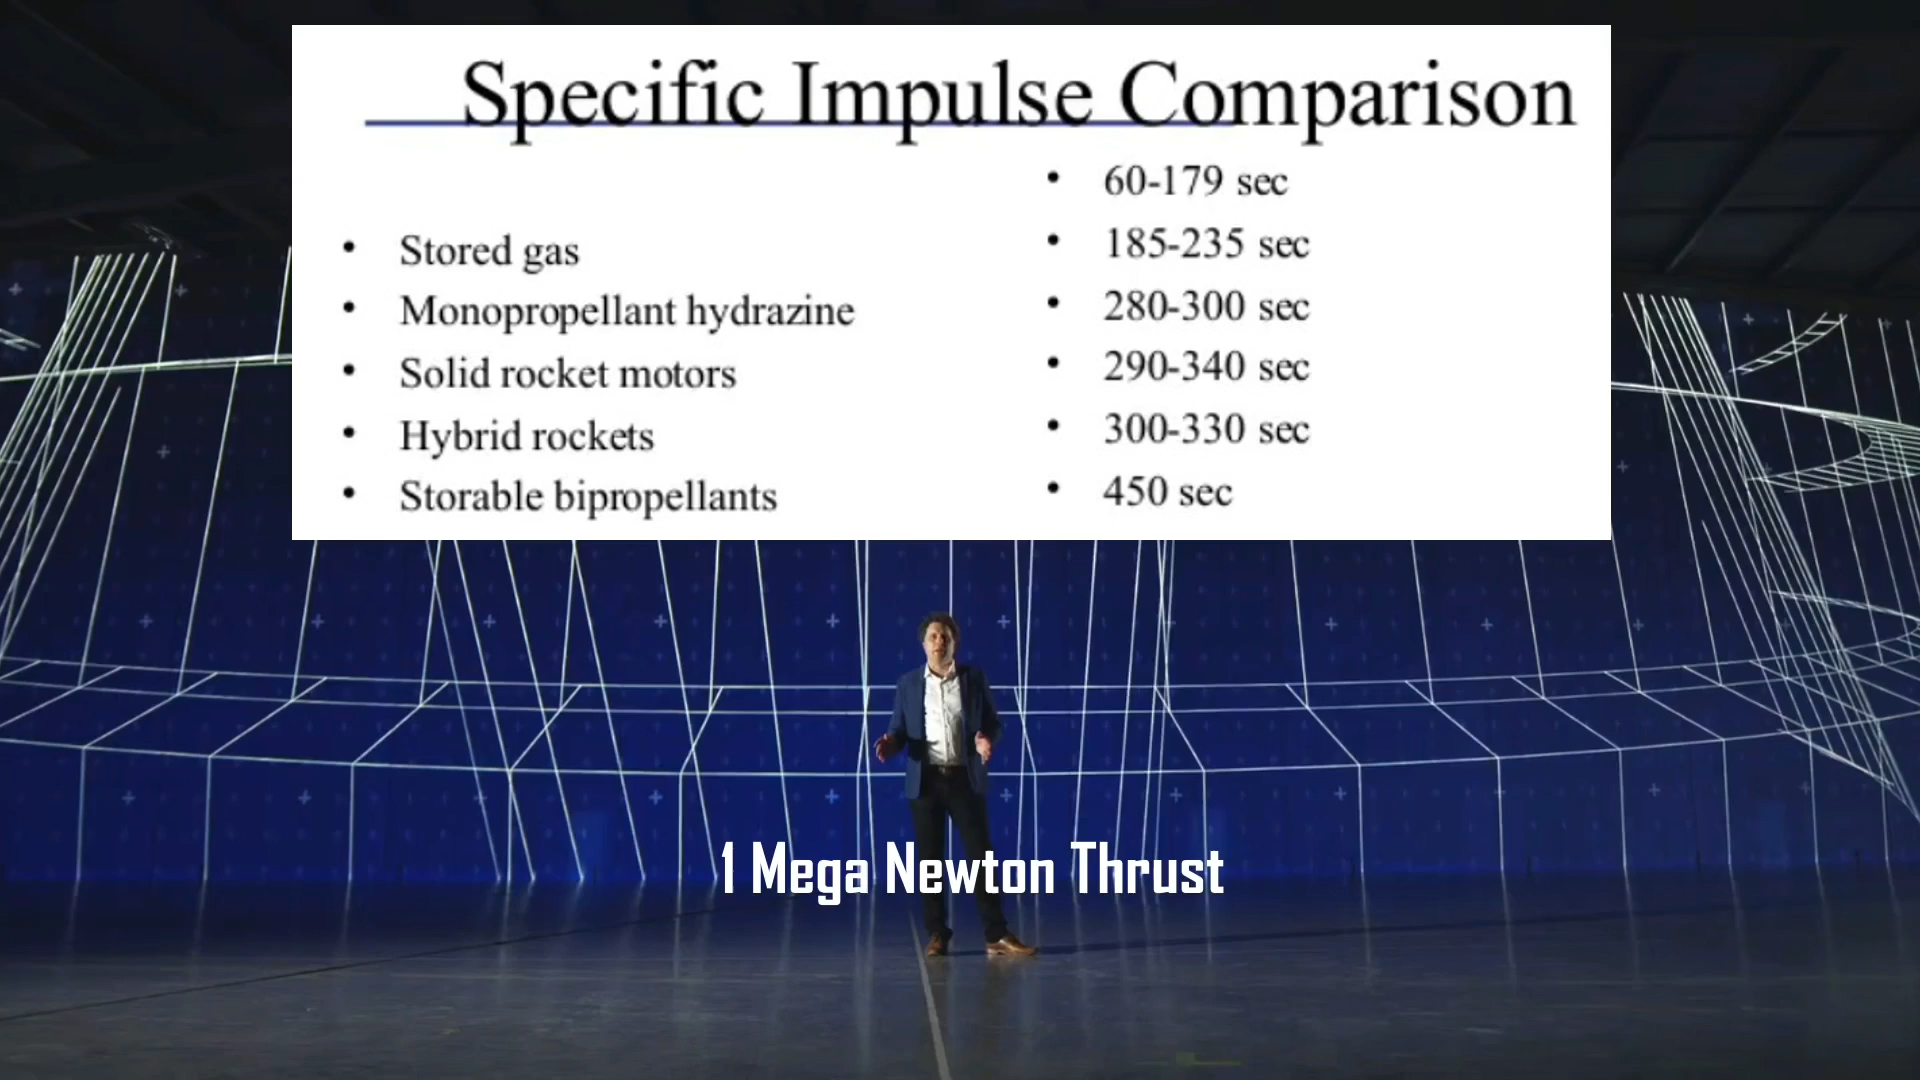 Specific Impulse Comparison
• Stored gas
• Monopropellant hydrazine
• Solid rocket motors
• Hybrid rockets
• Storable bipropellants
• 60-179 sec
• 185-235 sec
• 280-300 sec
• 290-340 sec
• 300-330 sec
• 450 sec
1 Mega Newton Thrust